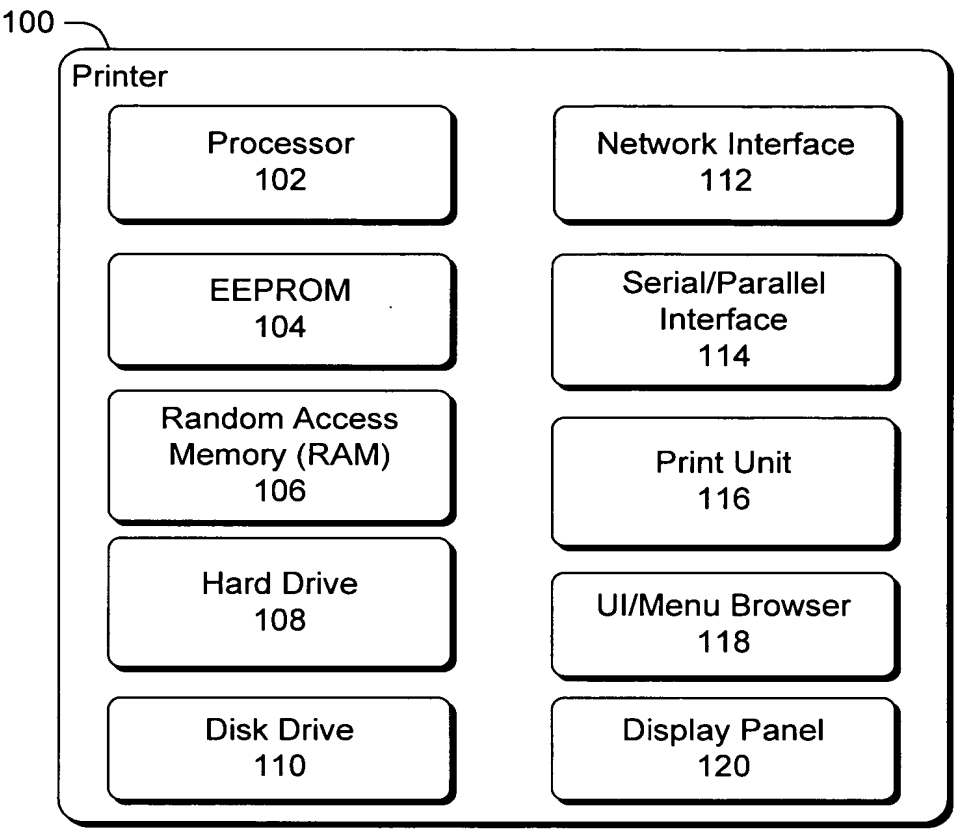 100
Printer
Processor
102
EEPROM
104
Random Access
Memory (RAM)
106
Hard Drive
108
Disk Drive
110
Network Interface
112
Serial/Parallel
Interface
114
Print Unit
116
UI/Menu Browser
118
Display Panel
120